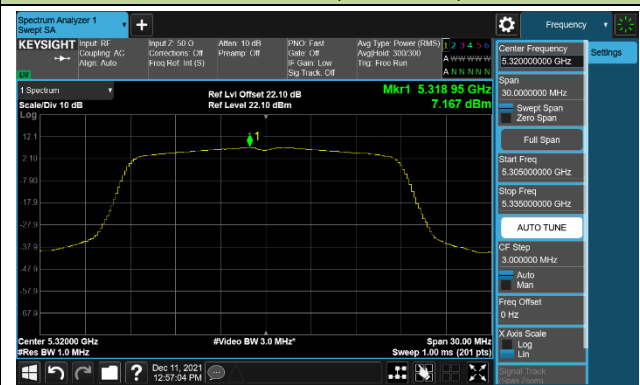 Spectrum Analyzer 1
Swept SA
+
Frequency
KEYSIGHT
Input: RF
Coupling: AC
Align: Auto
Input Z: 50 Ω
Corrections: Off
Freq Ref: Int (S)
Atten: 10 dB
Preamp: Off
PNO: Fast
Gate: Off
IF Gain: Low
Sig Track: Off
Avg Type: Power (RMS)
Avg|Hold: 300/300
Trig: Free Run
1 2 3 4 5 6
A W W W W W
A N N N N N
LXI
1 Spectrum
Scale/Div 10 dB
Ref Lvl Offset 22.10 dB
Ref Level 22.10 dBm
Mkr1 5.318 95 GHz
7.167 dBm
Log
12.1
2.10
-7.90
-17.9
-27.9
-37.9
-47.9
-57.9
-67.9
1
Center 5.32000 GHz
#Res BW 1.0 MHz
#Video BW 3.0 MHz*
Span 30.00 MHz
Sweep 1.00 ms (201 pts)
Center Frequency
5.320000000 GHz
Settings
Span
30.0000000 MHz
Swept Span
Zero Span
Full Span
Start Freq
5.305000000 GHz
Stop Freq
5.335000000 GHz
AUTO TUNE
CF Step
3.000000 MHz
Auto
Man
Freq Offset
0 Hz
X Axis Scale
Log
Lin
Signal Track
(Span Zoom)
?
Dec 11, 2021
12:57:04 PM